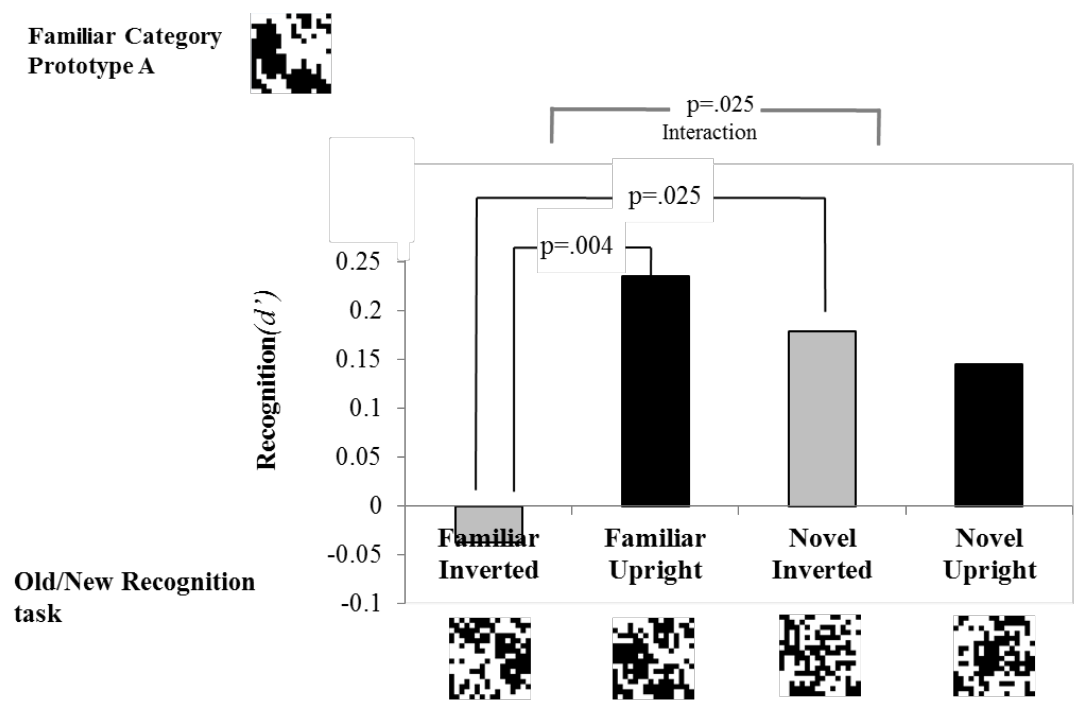 Familiar Category
Prototype A
p=.025
Interaction
p=.025
p=.004
0.25
0.2
0.15
0.1
0.05
0
-0.05
-0.1
Recognition(d’)
Familiar
Inverted
Familiar
Upright
Novel
Inverted
Novel
Upright
Old/New Recognition
task